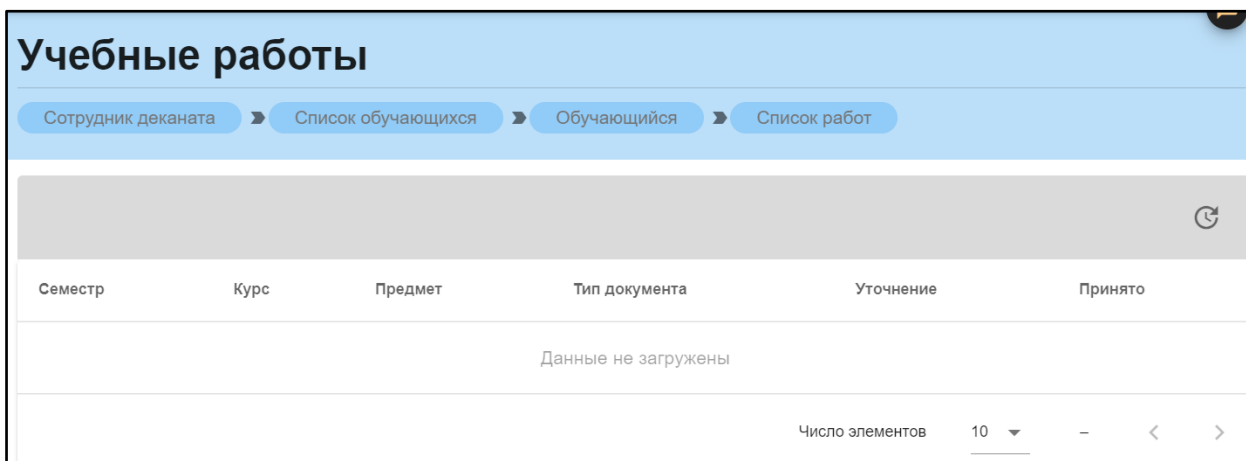 Учебные работы
Сотрудник деканата Список обучающихся Обучающийся Список работ
Семестр Курс Предмет Тип документа Уточнение Принято
Данные не загружены
Число элементов 10 –